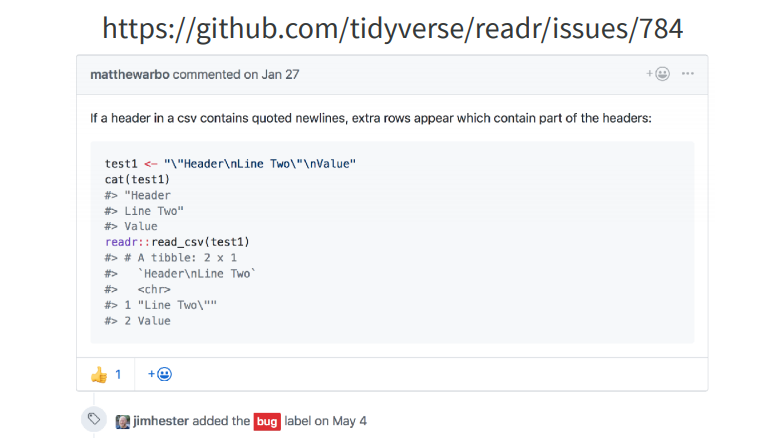 https://github.com/tidyverse/readr/issues/784
matthewarbo commented on Jan 27
If a header in a csv contains quoted newlines, extra rows appear which contain part of the headers:
test1 <- "\"Header\nLine Two\"\nValue"
cat(test1)
#> "Header
#> Line Two"
#> Value
readr::read_csv(test1)
#> # A tibble: 2 x 1
#>   `Header\nLine Two`
#>   <chr>
#> 1 "Line Two\""
#> 2 Value
1
jimhester added the bug label on May 4